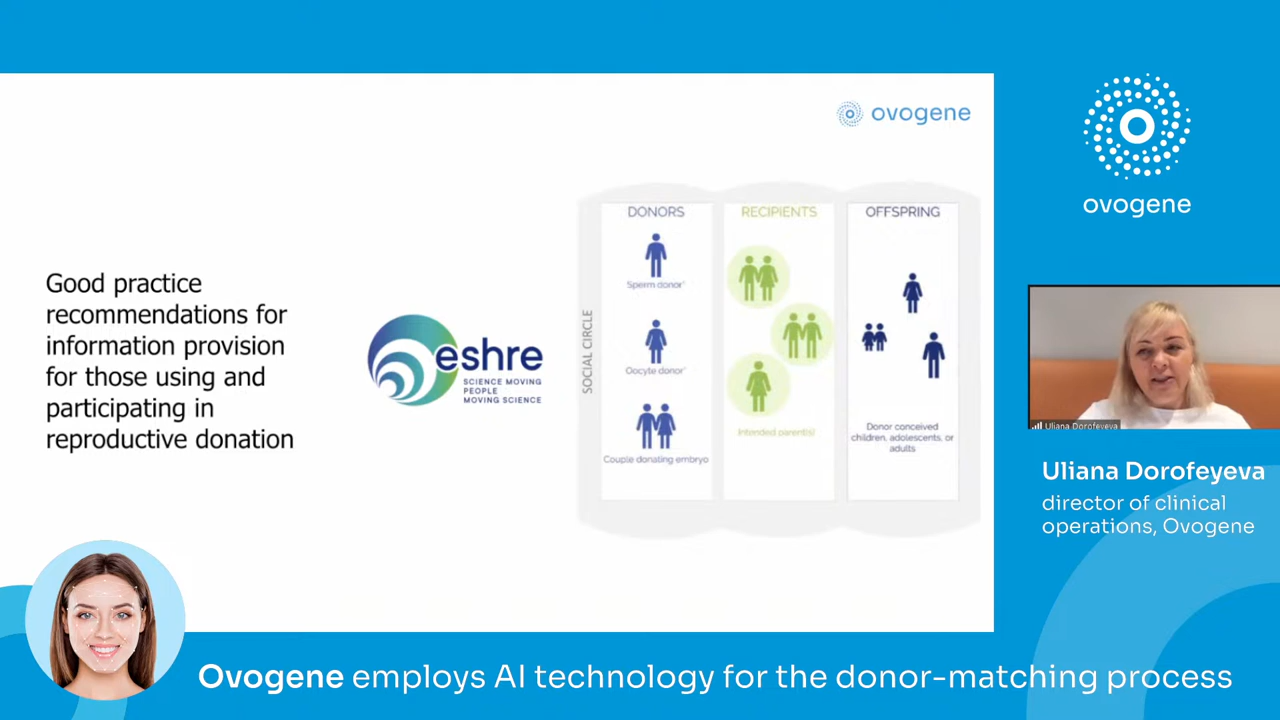 ovogene
Good practice
recommendations for
information provision
for those using and
participating in
reproductive donation
eshre
SCIENCE MOVING
PEOPLE
MOVING SCIENCE
SOCIAL CIRCLE
DONORS
Sperm donor*
Oocyte donor*
Couple donating embryo
RECIPIENTS
Intended parent(s)
OFFSPRING
Donor conceived
children, adolescents, or
adults
ovogene
Uliana Dorofeyeva
Uliana Dorofeyeva
director of clinical
operations, Ovogene
Ovogene employs AI technology for the donor-matching process